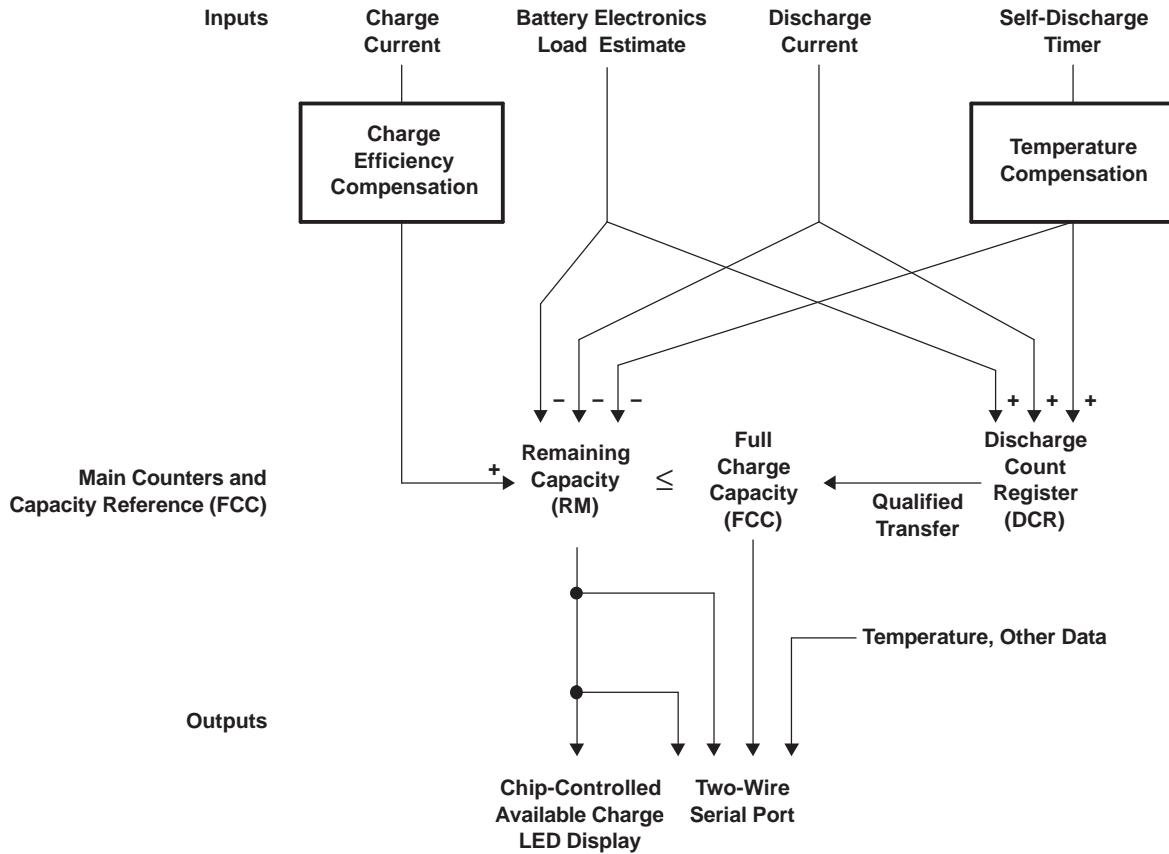 Inputs
Charge
Current
Battery Electronics
Load Estimate
Discharge
Current
Self-Discharge
Timer
Charge
Efficiency
Compensation
Temperature
Compensation
– – –
+ + +
Main Counters and
Capacity Reference (FCC)
+
Remaining
Capacity
(RM)
≤
Full
Charge
Capacity
(FCC)
Qualified
Transfer
Discharge
Count
Register
(DCR)
Temperature, Other Data
Outputs
Chip-Controlled
Available Charge
LED Display
Two-Wire
Serial Port